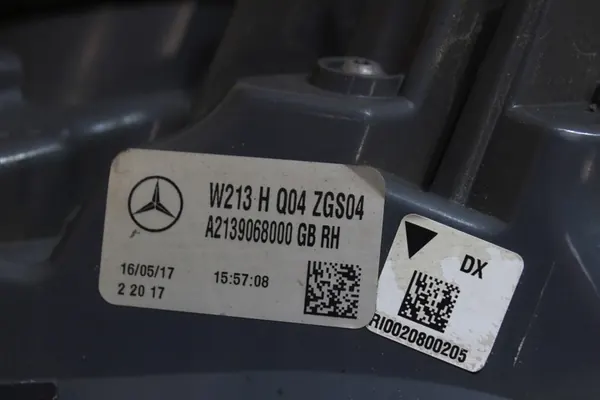 W213 H Q04 ZGS04
A2139068000 GB RH
16/05/17 15:57:08
2 20 17
DX
RI0020800205